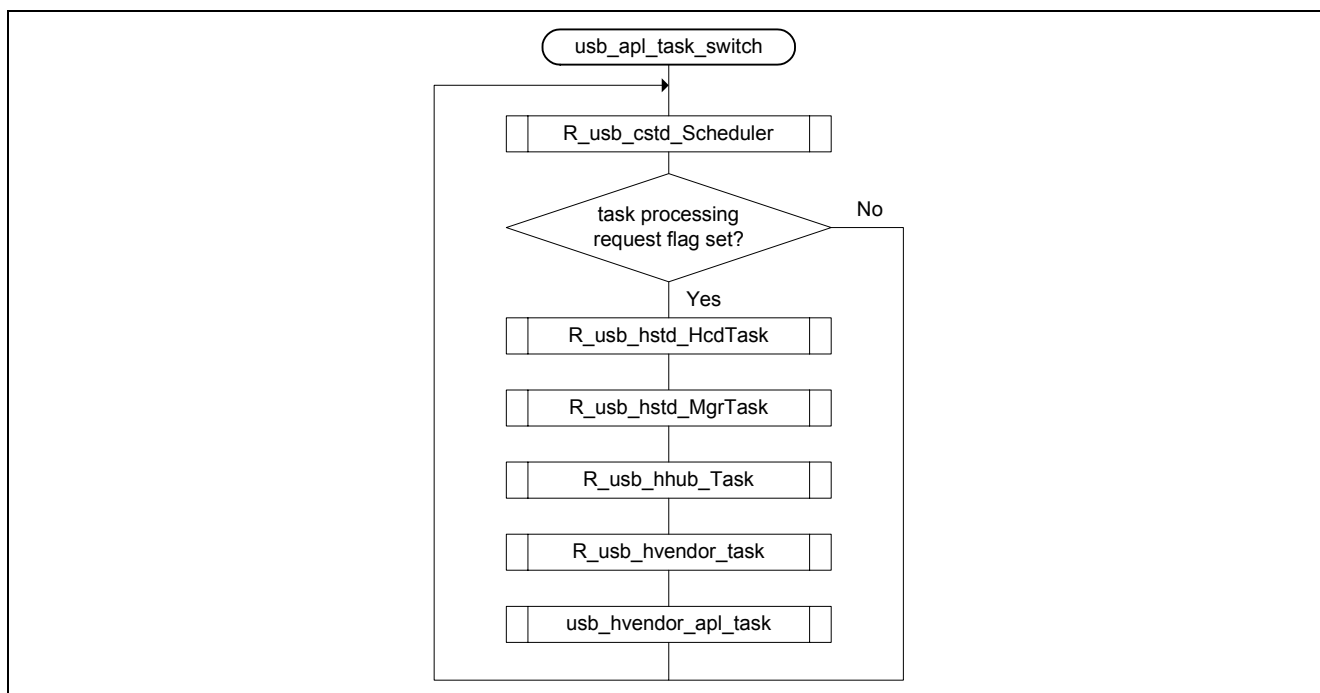 usb_apl_task_switch
R_usb_cstd_Scheduler
task processing
request flag set?
No
Yes
R_usb_hstd_HcdTask
R_usb_hstd_MgrTask
R_usb_hhub_Task
R_usb_hvendor_task
usb_hvendor_apl_task